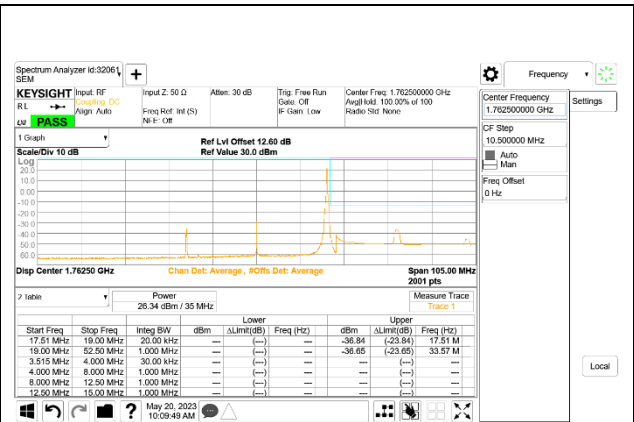 Spectrum Analyzer id:32061
SEM
+
Frequency
KEYSIGHT
RL
PASS
Input: RF
Coupling: DC
Align: Auto
Input Z: 50 Ω
Freq Ref: Int (S)
NFE: Off
Atten: 30 dB
Trig: Free Run
Gate: Off
IF Gain: Low
Center Freq: 1.762500000 GHz
Avg|Hold: 100.00% of 100
Radio Std: None
Center Frequency
1.762500000 GHz
Settings
CF Step
10.500000 MHz
Auto
Man
Freq Offset
0 Hz
Local
1 Graph
Scale/Div 10 dB
Ref Lvl Offset 12.60 dB
Ref Value 30.0 dBm
Log
20.0
10.0
0.00
-10.0
-20.0
-30.0
-40.0
-50.0
-60.0
Disp Center 1.76250 GHz
Chan Det: Average , #Offs Det: Average
Span 105.00 MHz
2001 pts
2 Table
Power
26.34 dBm / 35 MHz
Measure Trace
Trace 1
Lower Upper
Start Freq Stop Freq Integ BW dBm ΔLimit(dB) Freq (Hz) dBm ΔLimit(dB) Freq (Hz)
17.51 MHz 19.00 MHz 20.00 kHz --- (---) --- -36.84 (-23.84) 17.51 M
19.00 MHz 52.50 MHz 1.000 MHz --- (---) --- -36.65 (-23.65) 33.57 M
3.515 MHz 4.000 MHz 30.00 kHz --- (---) --- --- (---) ---
4.000 MHz 8.000 MHz 1.000 MHz --- (---) --- --- (---) ---
8.000 MHz 12.50 MHz 1.000 MHz --- (---) --- --- (---) ---
12.50 MHz 15.00 MHz 1.000 MHz --- (---) --- --- (---) ---
?
May 20, 2023
10:09:49 AM